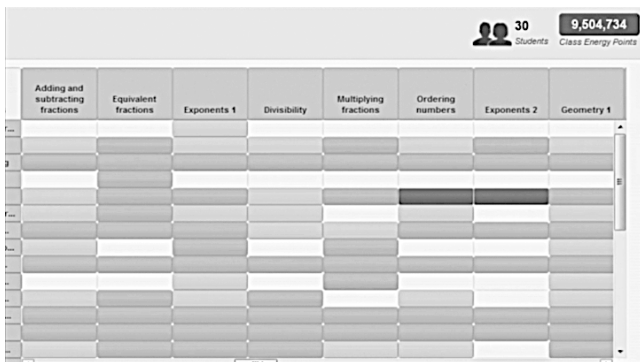 30
Students
9,504,734
Class Energy Points
Adding and
subtracting
fractions
Equivalent
fractions
Exponents 1
Divisibility
Multiplying
fractions
Ordering
numbers
Exponents 2
Geometry 1